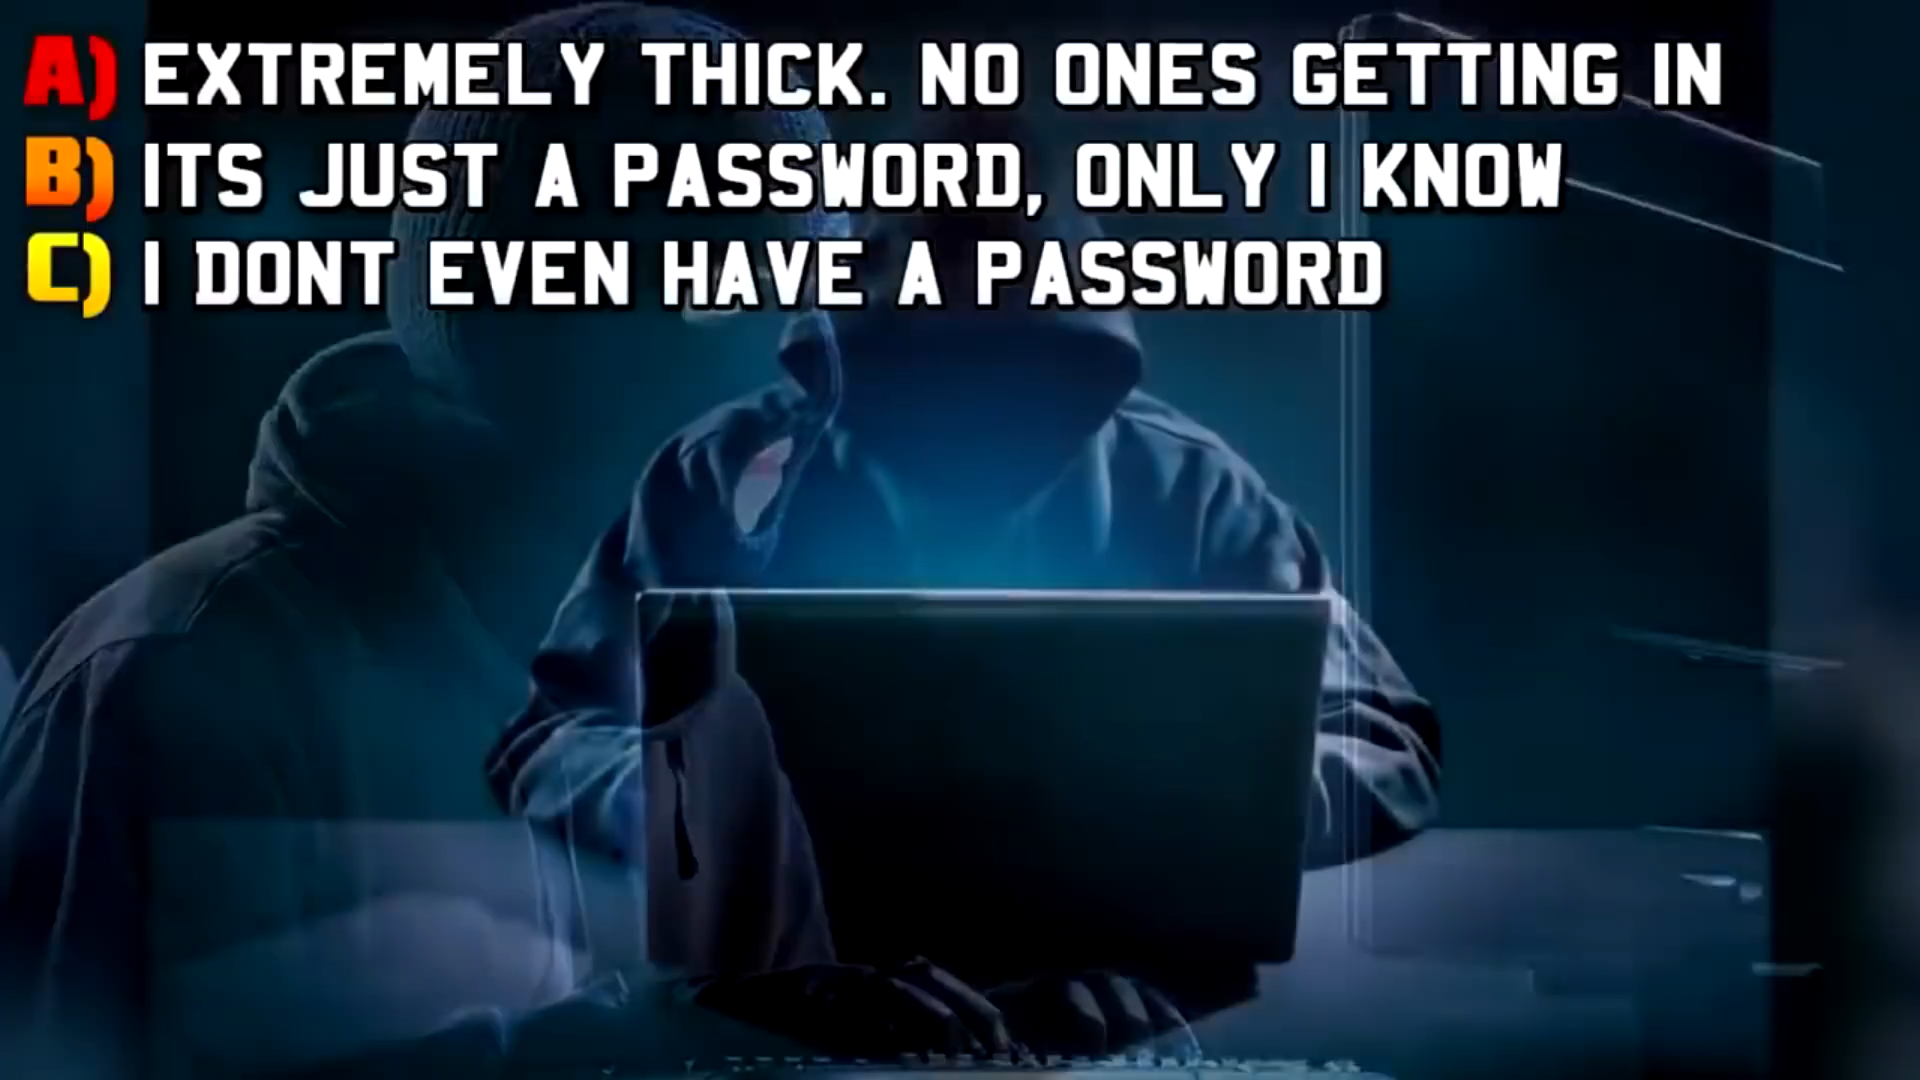 A) EXTREMELY THICK. NO ONES GETTING IN
B) ITS JUST A PASSWORD, ONLY I KNOW
C) I DONT EVEN HAVE A PASSWORD